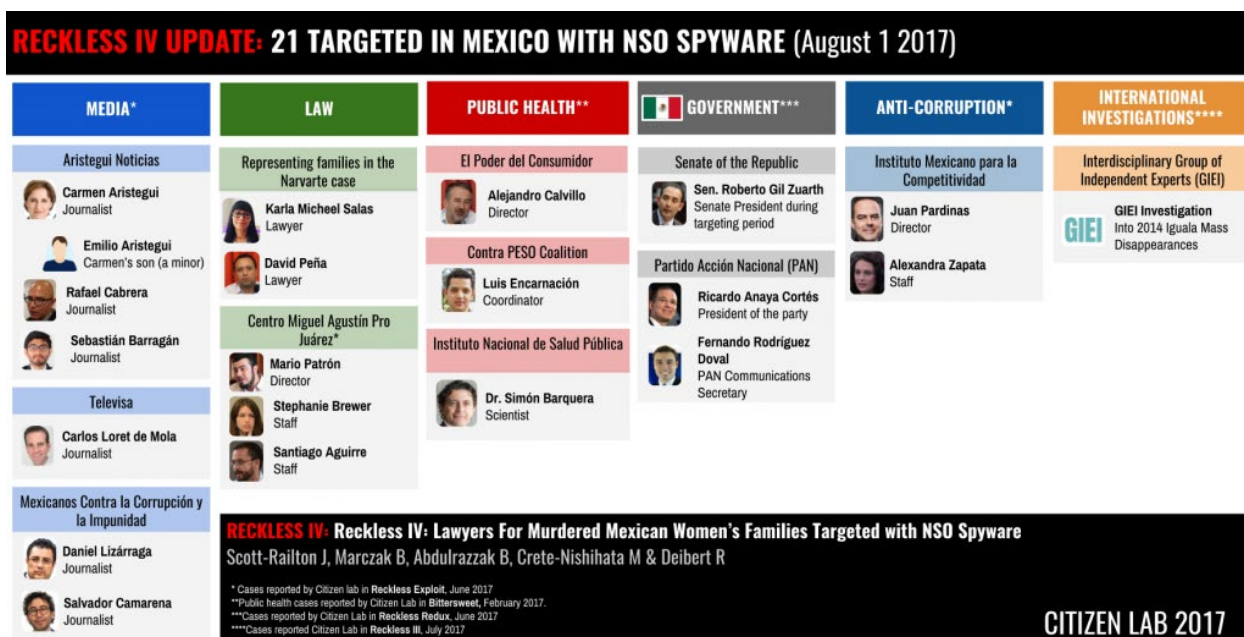 RECKLESS IV UPDATE: 21 TARGETED IN MEXICO WITH NSO SPYWARE (August 1 2017)
MEDIA*
Aristegui Noticias
Carmen Aristegui
Journalist
Emilio Aristegui
Carmen's son (a minor)
Rafael Cabrera
Journalist
Sebastián Barragán
Journalist
Televisa
Carlos Loret de Mola
Journalist
Mexicanos Contra la Corrupción y
la Impunidad
Daniel Lizárraga
Journalist
Salvador Camarena
Journalist
LAW
Representing families in the
Narvarte case
Karla Micheel Salas
Lawyer
David Peña
Lawyer
Centro Miguel Agustín Pro
Juárez*
Mario Patrón
Director
Stephanie Brewer
Staff
Santiago Aguirre
Staff
PUBLIC HEALTH**
El Poder del Consumidor
Alejandro Calvillo
Director
Contra PESO Coalition
Luis Encarnación
Coordinator
Instituto Nacional de Salud Pública
Dr. Simón Barquera
Scientist
GOVERNMENT***
Senate of the Republic
Sen. Roberto Gil Zuarth
Senate President during
targeting period
Partido Acción Nacional (PAN)
Ricardo Anaya Cortés
President of the party
Fernando Rodríguez
Doval
PAN Communications
Secretary
ANTI-CORRUPTION*
Instituto Mexicano para la
Competitividad
Juan Pardinas
Director
Alexandra Zapata
Staff
INTERNATIONAL
INVESTIGATIONS****
Interdisciplinary Group of
Independent Experts (GIEI)
GIEI
GIEI Investigation
Into 2014 Iguala Mass
Disappearances
RECKLESS IV: Reckless IV: Lawyers For Murdered Mexican Women's Families Targeted with NSO Spyware
Scott-Railton J, Marczak B, Abdulrazzak B, Crete-Nishihata M & Deibert R
* Cases reported by Citizen lab in Reckless Exploit, June 2017
**Public health cases reported by Citizen Lab in Bittersweet, February 2017.
***Cases reported by Citizen Lab in Reckless Redux, June 2017
****Cases reported Citizen Lab in Reckless III, July 2017
CITIZEN LAB 2017